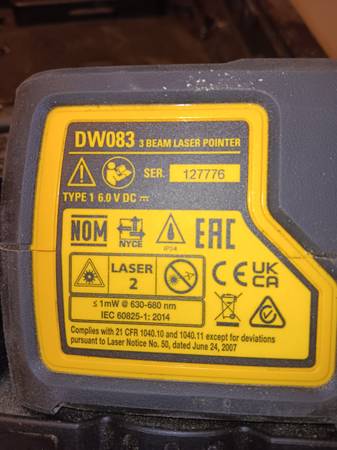 DW083 3 BEAM LASER POINTER
SER. 127776
TYPE 1 6.0 V DC ⎓
NOM NYCE IP54 EAC
LASER
2
CE UK
CA
≤ 1mW @ 630-680 nm
IEC 60825-1: 2014
Complies with 21 CFR 1040.10 and 1040.11 except for deviations
pursuant to Laser Notice No. 50, dated June 24, 2007